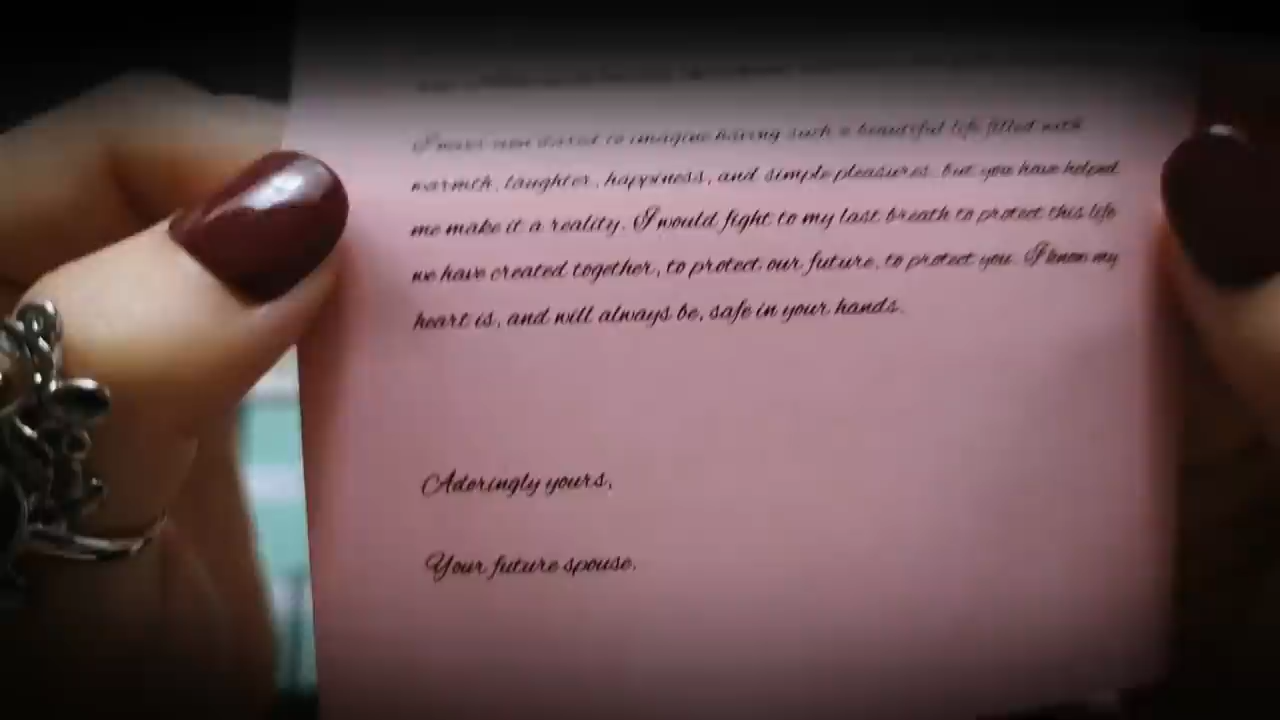 I never even dared to imagine having such a beautiful life filled with
warmth, laughter, happiness, and simple pleasures, but you have helped
me make it a reality. I would fight to my last breath to protect this life
we have created together, to protect our future, to protect you. I know my
heart is, and will always be, safe in your hands.
Adoringly yours,
Your future spouse.